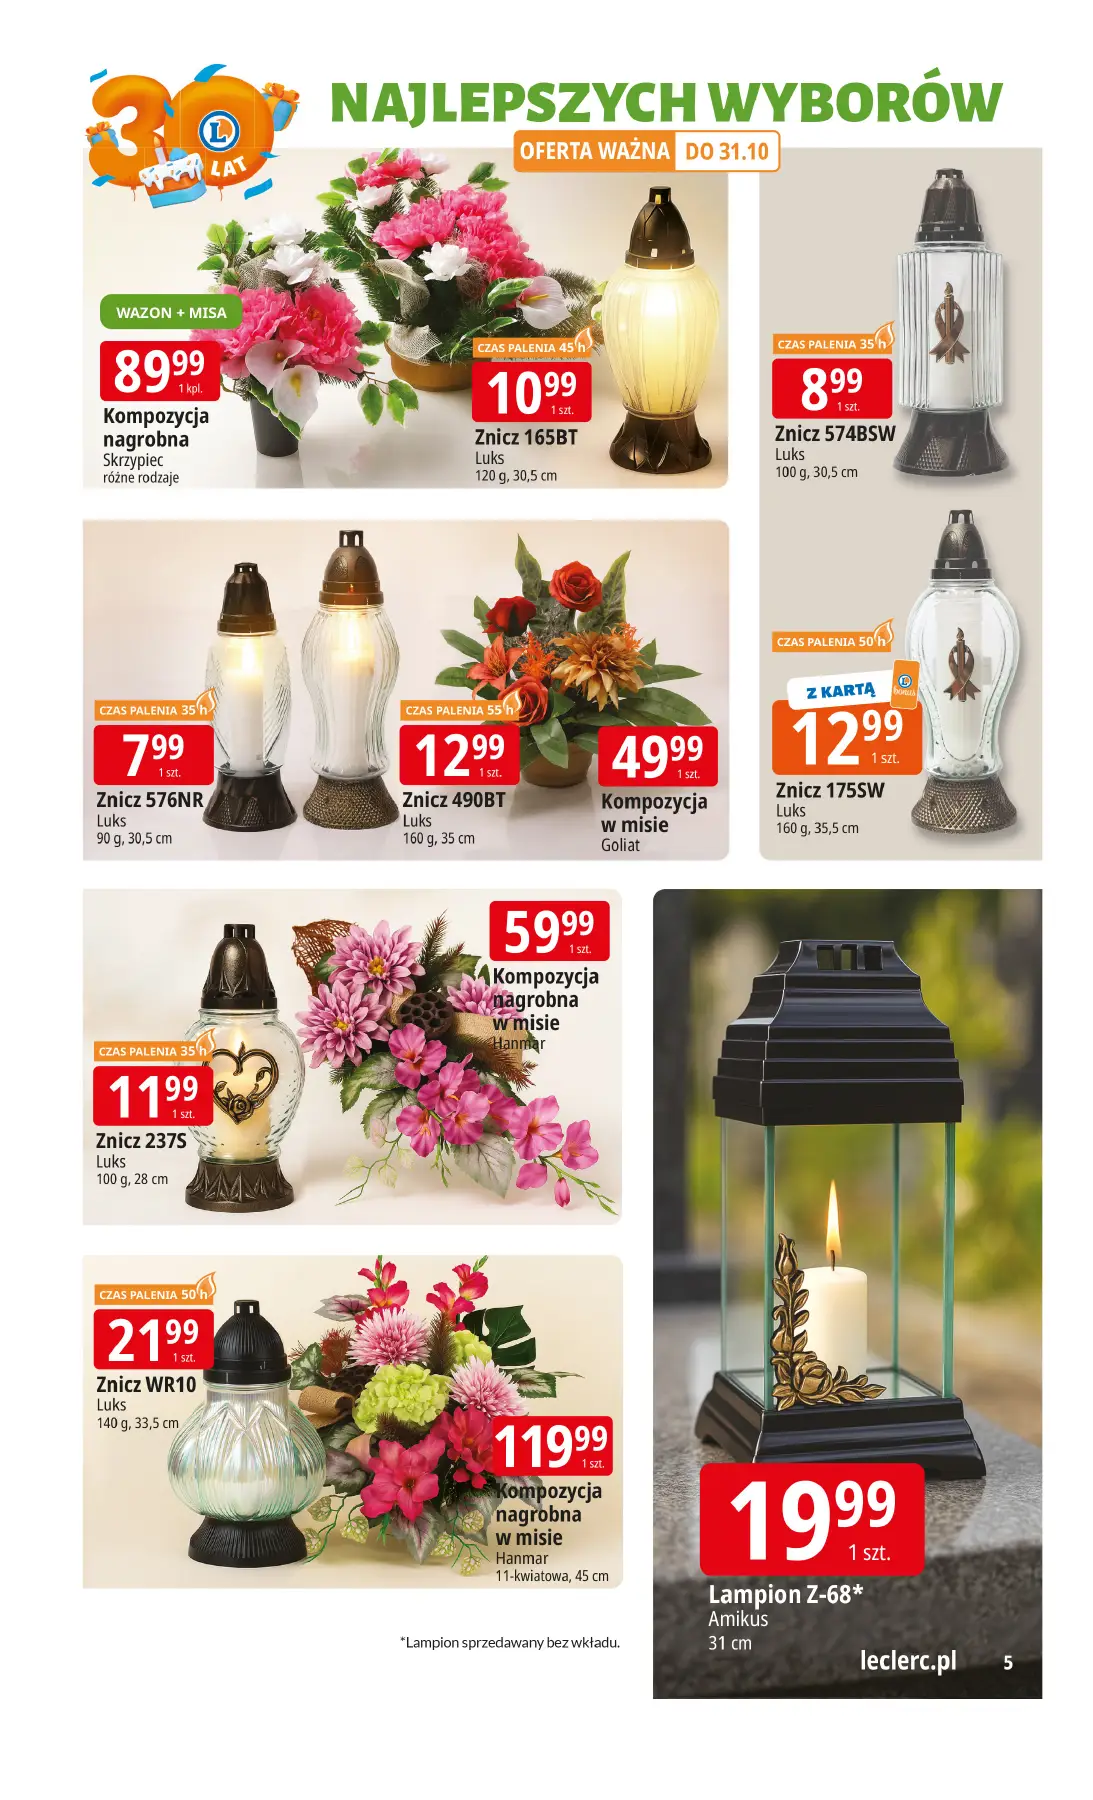 30 LAT
NAJLEPSZYCH WYBORÓW
OFERTA WAŻNA DO 31.10
WAZON + MISA
89 99
1 kpl.
Kompozycja
nagrobna
Skrzypiec
różne rodzaje
CZAS PALENIA 45 h
10 99
1 szt.
Znicz 165BT
Luks
120 g, 30,5 cm
CZAS PALENIA 35 h
8 99
1 szt.
Znicz 574BSW
Luks
100 g, 30,5 cm
CZAS PALENIA 35 h
7 99
1 szt.
Znicz 576NR
Luks
90 g, 30,5 cm
CZAS PALENIA 55 h
12 99
1 szt.
Znicz 490BT
Luks
160 g, 35 cm
49 99
1 szt.
Kompozycja
w misie
Goliat
CZAS PALENIA 50 h
Z KARTĄ
12 99
1 szt.
Znicz 175SW
Luks
160 g, 35,5 cm
59 99
1 szt.
Kompozycja
nagrobna
w misie
Hanmar
CZAS PALENIA 35 h
11 99
1 szt.
Znicz 237S
Luks
100 g, 28 cm
CZAS PALENIA 50 h
21 99
1 szt.
Znicz WR10
Luks
140 g, 33,5 cm
119 99
1 szt.
Kompozycja
nagrobna
w misie
Hanmar
11-kwiatowa, 45 cm
19 99
1 szt.
Lampion Z-68*
Amikus
31 cm
*Lampion sprzedawany bez wkładu.
leclerc.pl 5